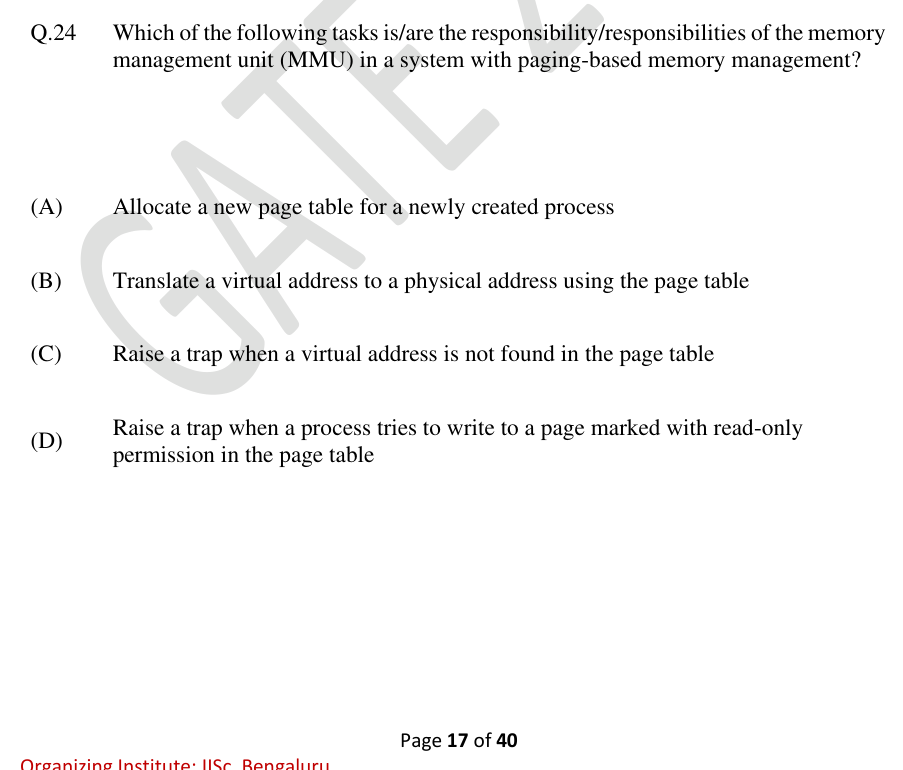 Q.24 Which of the following tasks is/are the responsibility/responsibilities of the memory
management unit (MMU) in a system with paging-based memory management?
(A) Allocate a new page table for a newly created process
(B) Translate a virtual address to a physical address using the page table
(C) Raise a trap when a virtual address is not found in the page table
(D) Raise a trap when a process tries to write to a page marked with read-only
permission in the page table
GATE 2
Page 17 of 40
Organizing Institute: IISc, Bengaluru